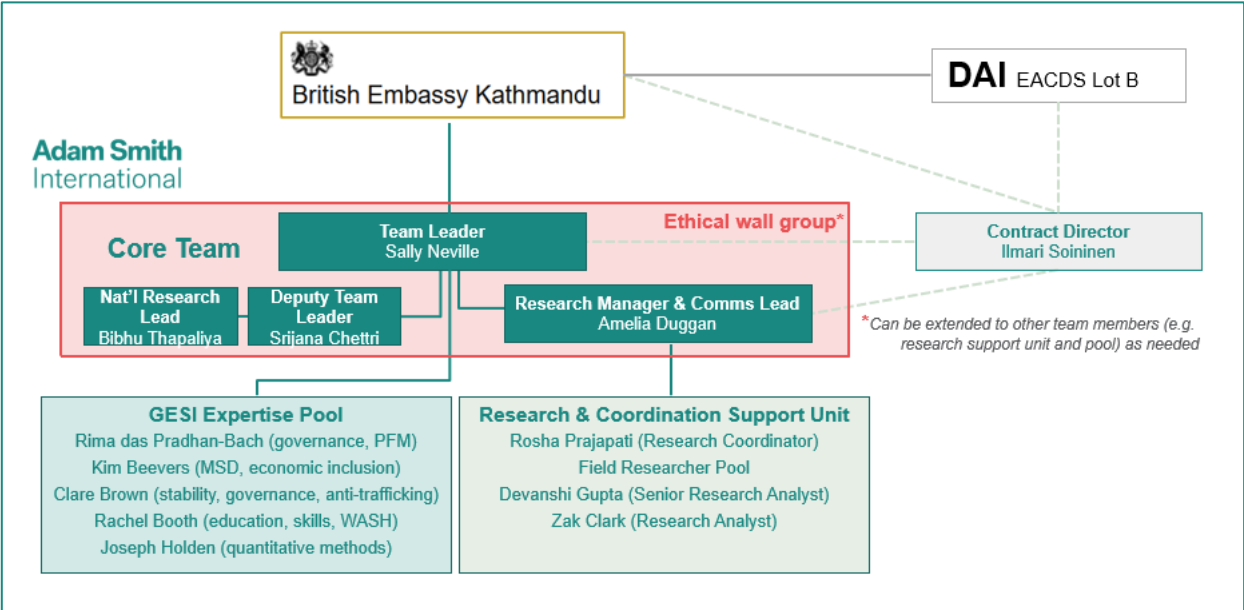 British Embassy Kathmandu
DAI EACDS Lot B
Adam Smith
International
Core Team
Team Leader
Sally Neville
Ethical wall group*
Contract Director
Ilmari Soininen
Nat'l Research
Lead
Bibhu Thapaliya
Deputy Team
Leader
Srijana Chettri
Research Manager & Comms Lead
Amelia Duggan
*Can be extended to other team members (e.g.
research support unit and pool) as needed
GESI Expertise Pool
Rima das Pradhan-Bach (governance, PFM)
Kim Beevers (MSD, economic inclusion)
Clare Brown (stability, governance, anti-trafficking)
Rachel Booth (education, skills, WASH)
Joseph Holden (quantitative methods)
Research & Coordination Support Unit
Rosha Prajapati (Research Coordinator)
Field Researcher Pool
Devanshi Gupta (Senior Research Analyst)
Zak Clark (Research Analyst)